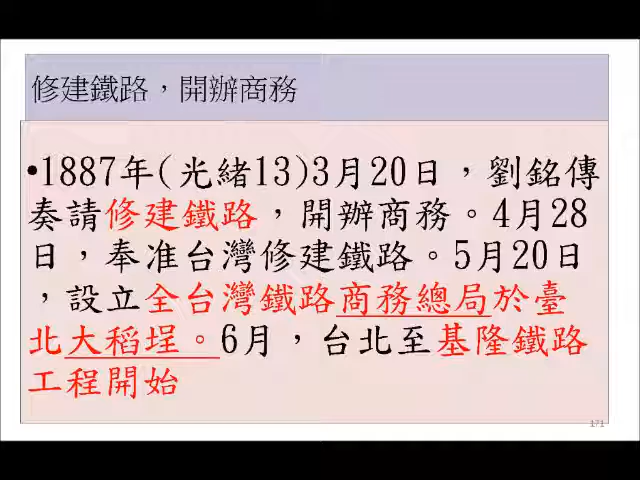 修建鐵路，開辦商務
•1887年(光緒13)3月20日，劉銘傳
奏請修建鐵路，開辦商務。4月28
日，奉准台灣修建鐵路。5月20日
，設立全台灣鐵路商務總局於臺
北大稻埕。6月，台北至基隆鐵路
工程開始
171